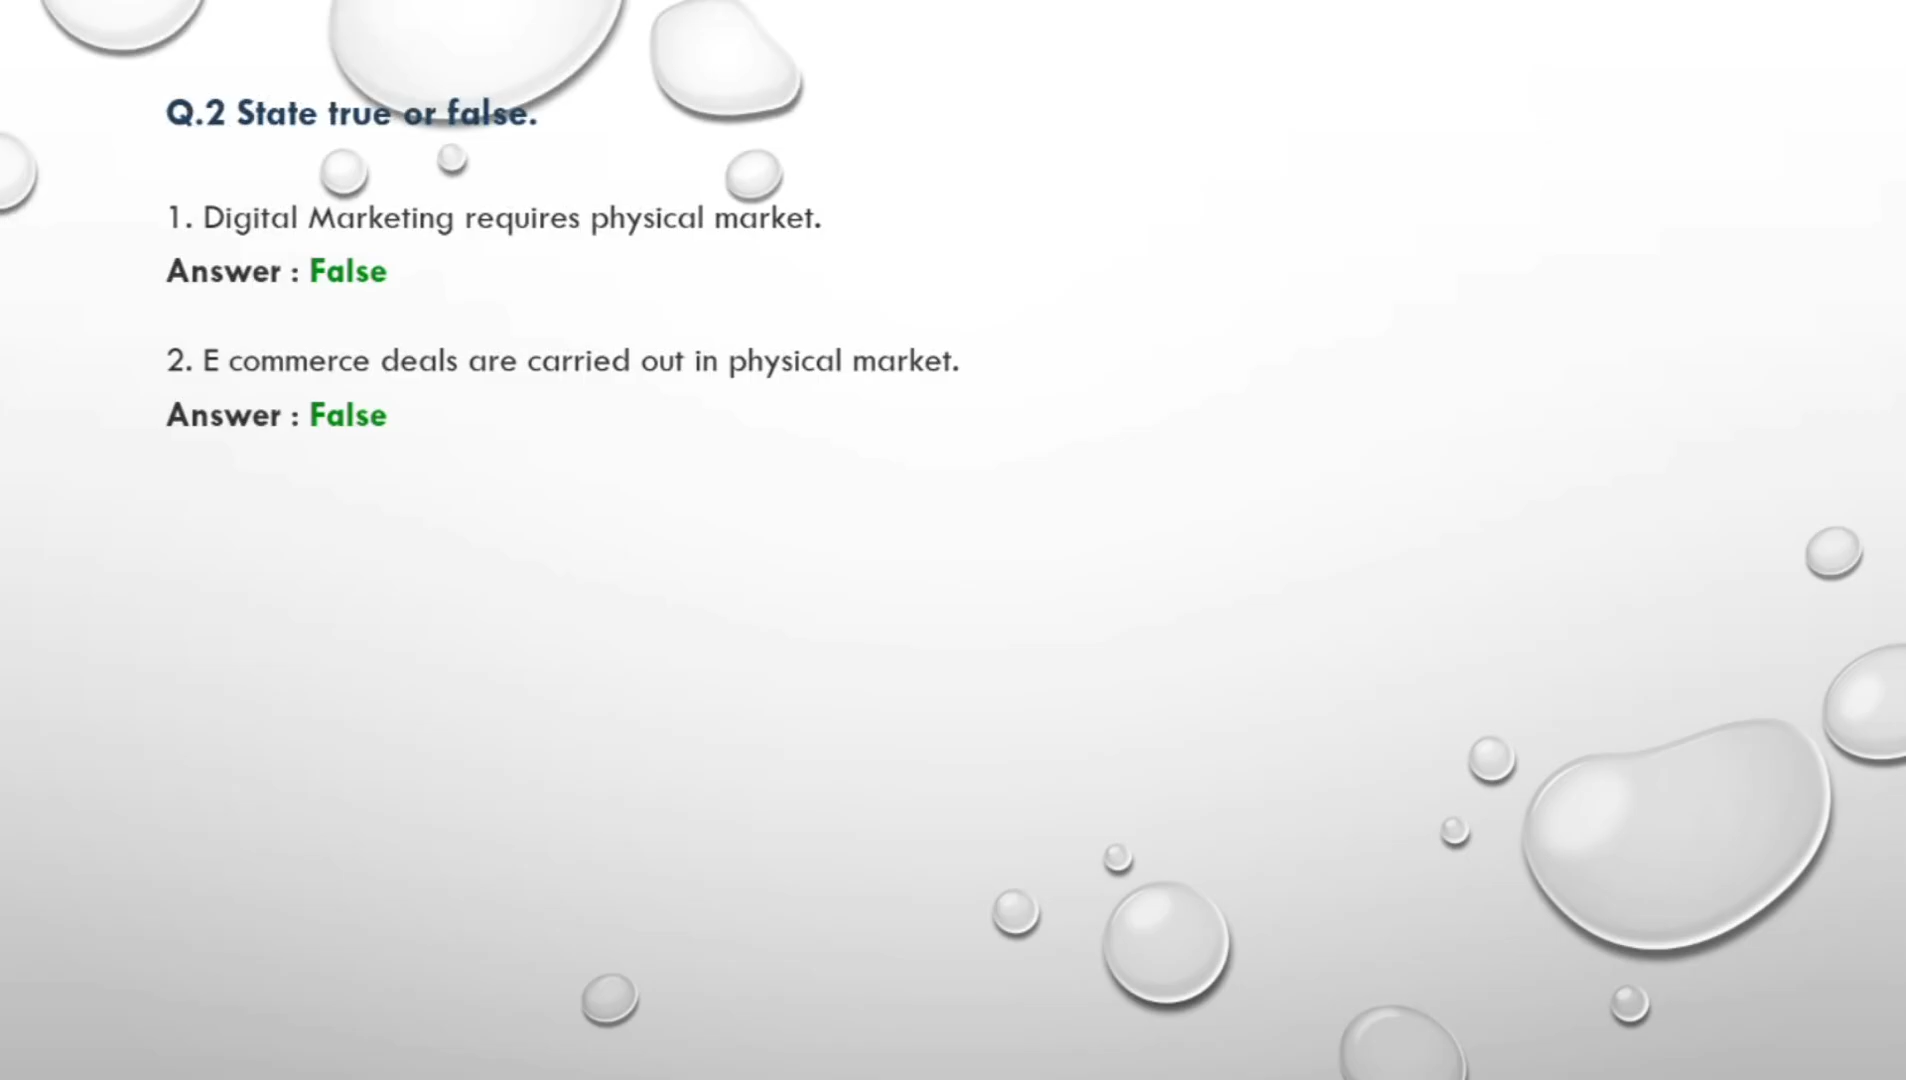 Q.2 State true or false.
1. Digital Marketing requires physical market.
Answer : False
2. E commerce deals are carried out in physical market.
Answer : False